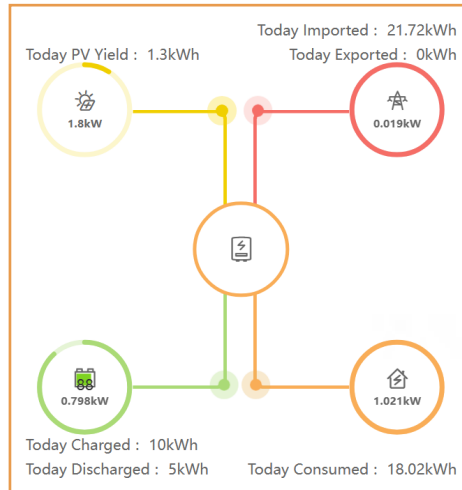 Today Imported : 21.72kWh
Today PV Yield : 1.3kWh
Today Exported : 0kWh
1.8kW
0.019kW
88
0.798kW
1.021kW
Today Charged : 10kWh
Today Discharged : 5kWh
Today Consumed : 18.02kWh